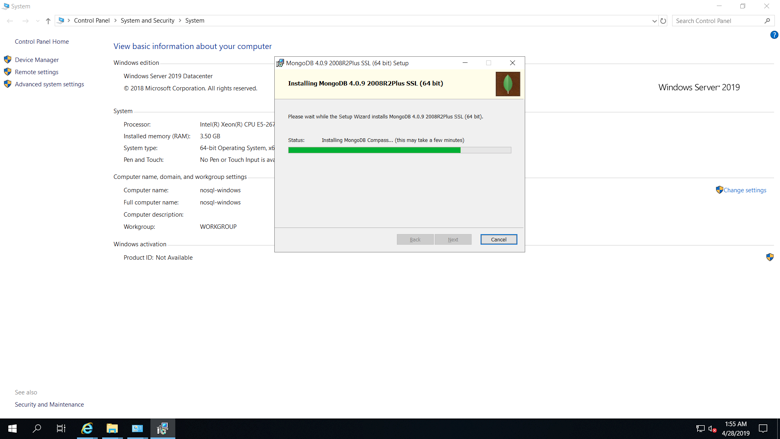 System
Control Panel > System and Security > System
Search Control Panel
Control Panel Home
Device Manager
Remote settings
Advanced system settings
View basic information about your computer
Windows edition
Windows Server 2019 Datacenter
© 2018 Microsoft Corporation. All rights reserved.
Windows Server 2019
System
Processor: Intel(R) Xeon(R) CPU E5-267
Installed memory (RAM): 3.50 GB
System type: 64-bit Operating System, x6
Pen and Touch: No Pen or Touch Input is ava
Computer name, domain, and workgroup settings
Computer name: nosql-windows
Change settings
Full computer name: nosql-windows
Computer description:
Workgroup: WORKGROUP
Windows activation
Product ID: Not Available
MongoDB 4.0.9 2008R2Plus SSL (64 bit) Setup
Installing MongoDB 4.0.9 2008R2Plus SSL (64 bit)
Please wait while the Setup Wizard installs MongoDB 4.0.9 2008R2Plus SSL (64 bit).
Status: Installing MongoDB Compass... (this may take a few minutes)
Back Next Cancel
See also
Security and Maintenance
1:55 AM
4/28/2019